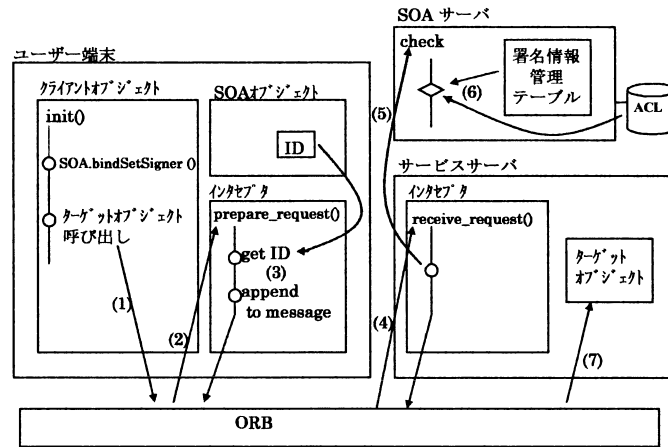 SOA サーバ
check
署名情報
管理
テーブル
(6)
(5)
ACL
ユーザー端末
クライアントオブジェクト
init()
SOA.bindSetSigner ()
ターゲットオブジェクト
呼び出し
(1)
(2)
SOAオブジェクト
ID
インタセプタ
prepare_request()
get ID
(3)
append
to message
サービスサーバ
インタセプタ
receive_request()
(4)
ターゲット
オブジェクト
(7)
ORB